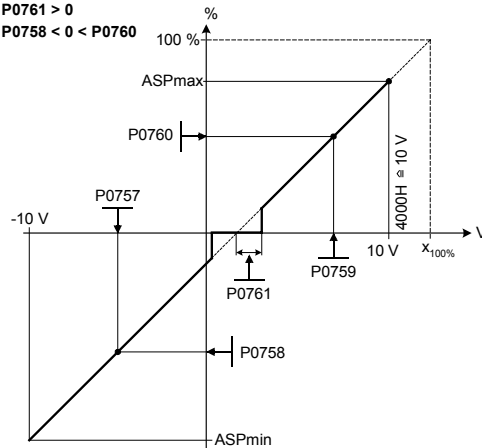 P0761 > 0
P0758 < 0 < P0760
%
100 %
ASPmax
P0760
P0757
-10 V
4000H ≙ 10 V
V
10 V
x100%
P0759
P0761
P0758
ASPmin